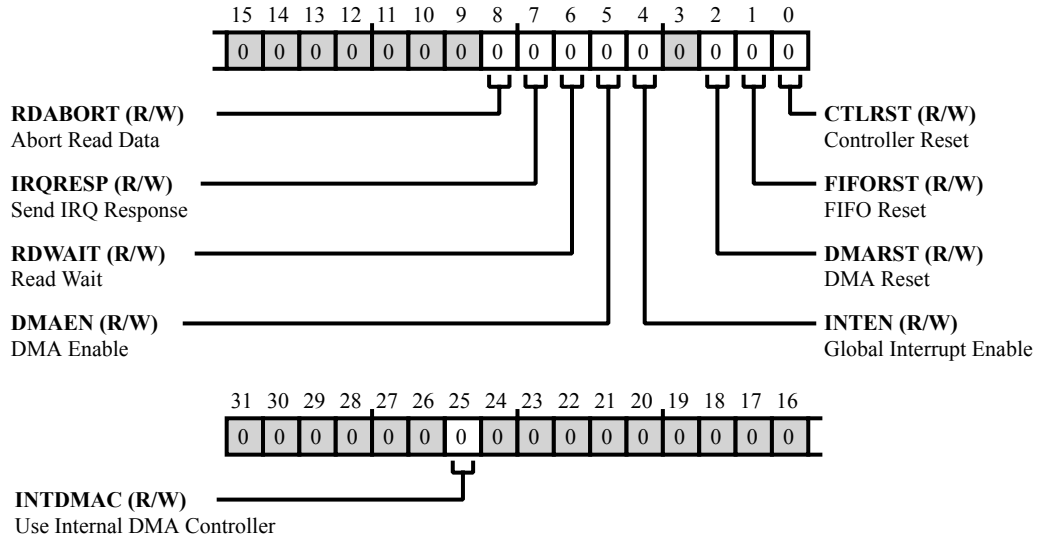 15 14 13 12 11 10 9 8 7 6 5 4 3 2 1 0
0 0 0 0 0 0 0 0 0 0 0 0 0 0 0 0
RDABORT (R/W)
Abort Read Data
CTLRST (R/W)
Controller Reset
IRQRESP (R/W)
Send IRQ Response
FIFORST (R/W)
FIFO Reset
RDWAIT (R/W)
Read Wait
DMARST (R/W)
DMA Reset
DMAEN (R/W)
DMA Enable
INTEN (R/W)
Global Interrupt Enable
31 30 29 28 27 26 25 24 23 22 21 20 19 18 17 16
0 0 0 0 0 0 0 0 0 0 0 0 0 0 0 0
INTDMAC (R/W)
Use Internal DMA Controller